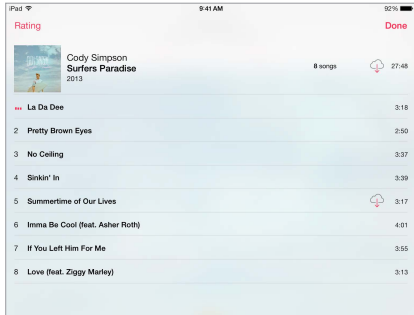 iPad 9:41 AM 92%
Rating Done
Cody Simpson
Surfers Paradise 8 songs 27:48
2013
La Da Dee 3:18
2 Pretty Brown Eyes 2:50
3 No Ceiling 3:37
4 Sinkin' In 3:39
5 Summertime of Our Lives 3:17
6 Imma Be Cool (feat. Asher Roth) 4:01
7 If You Left Him For Me 3:55
8 Love (feat. Ziggy Marley) 3:13